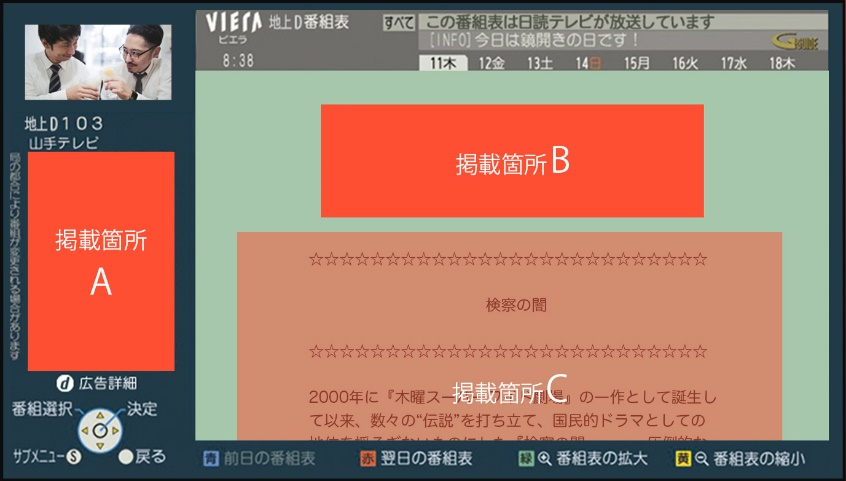 VIErA 地上D番組表
ビエラ
8:38
すべて
この番組表は日読テレビが放送しています
[INFO]今日は鏡開きの日です！
GGUIDE
11木 12金 13土 14日 15月 16火 17水 18木
地上D103
山手テレビ
局の都合により番組が変更される場合があります
掲載箇所
A
掲載箇所B
☆☆☆☆☆☆☆☆☆☆☆☆☆☆☆☆☆☆☆☆☆☆☆☆☆☆
検察の闇
☆☆☆☆☆☆☆☆☆☆☆☆☆☆☆☆☆☆☆☆☆☆☆☆☆☆
掲載箇所C
2000年に『木曜ス 劇場』の一作として誕生し
て以来、数々の“伝説”を打ち立て、国民的ドラマとしての
d 広告詳細
番組選択 決定
サブメニューS 戻る
青 前日の番組表 赤 翌日の番組表 緑 番組表の拡大 黄 番組表の縮小